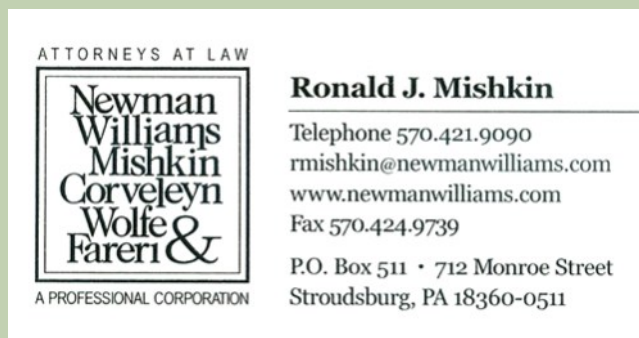 ATTORNEYS AT LAW
Newman
Williams
Mishkin
Corveleyn
Wolfe &
Fareri
A PROFESSIONAL CORPORATION
Ronald J. Mishkin
Telephone 570.421.9090
rmishkin@newmanwilliams.com
www.newmanwilliams.com
Fax 570.424.9739
P.O. Box 511 · 712 Monroe Street
Stroudsburg, PA 18360-0511